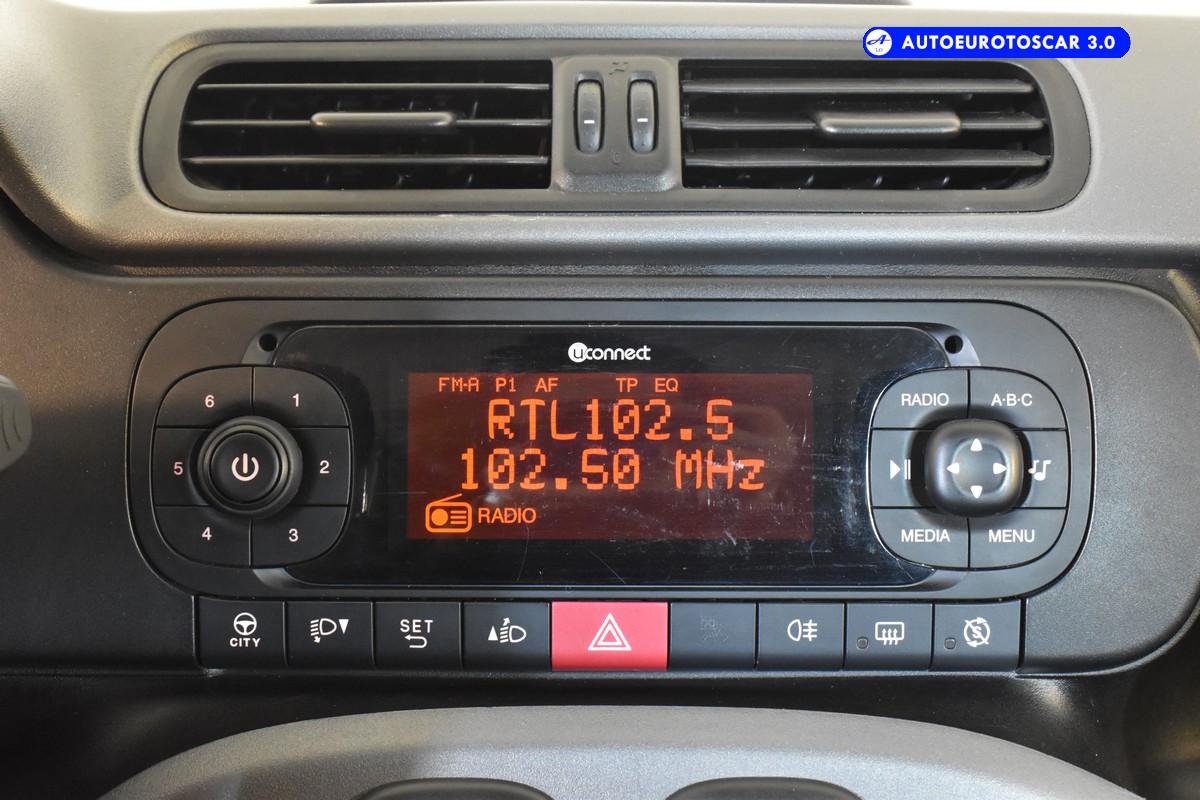 AUTOEUROTOSCAR 3.0
uconnect
FM-A P1 AF TP EQ
RTL102.5
102.50 MHz
RADIO
6 1
5 2
4 3
RADIO A·B·C
MEDIA MENU
CITY
SET